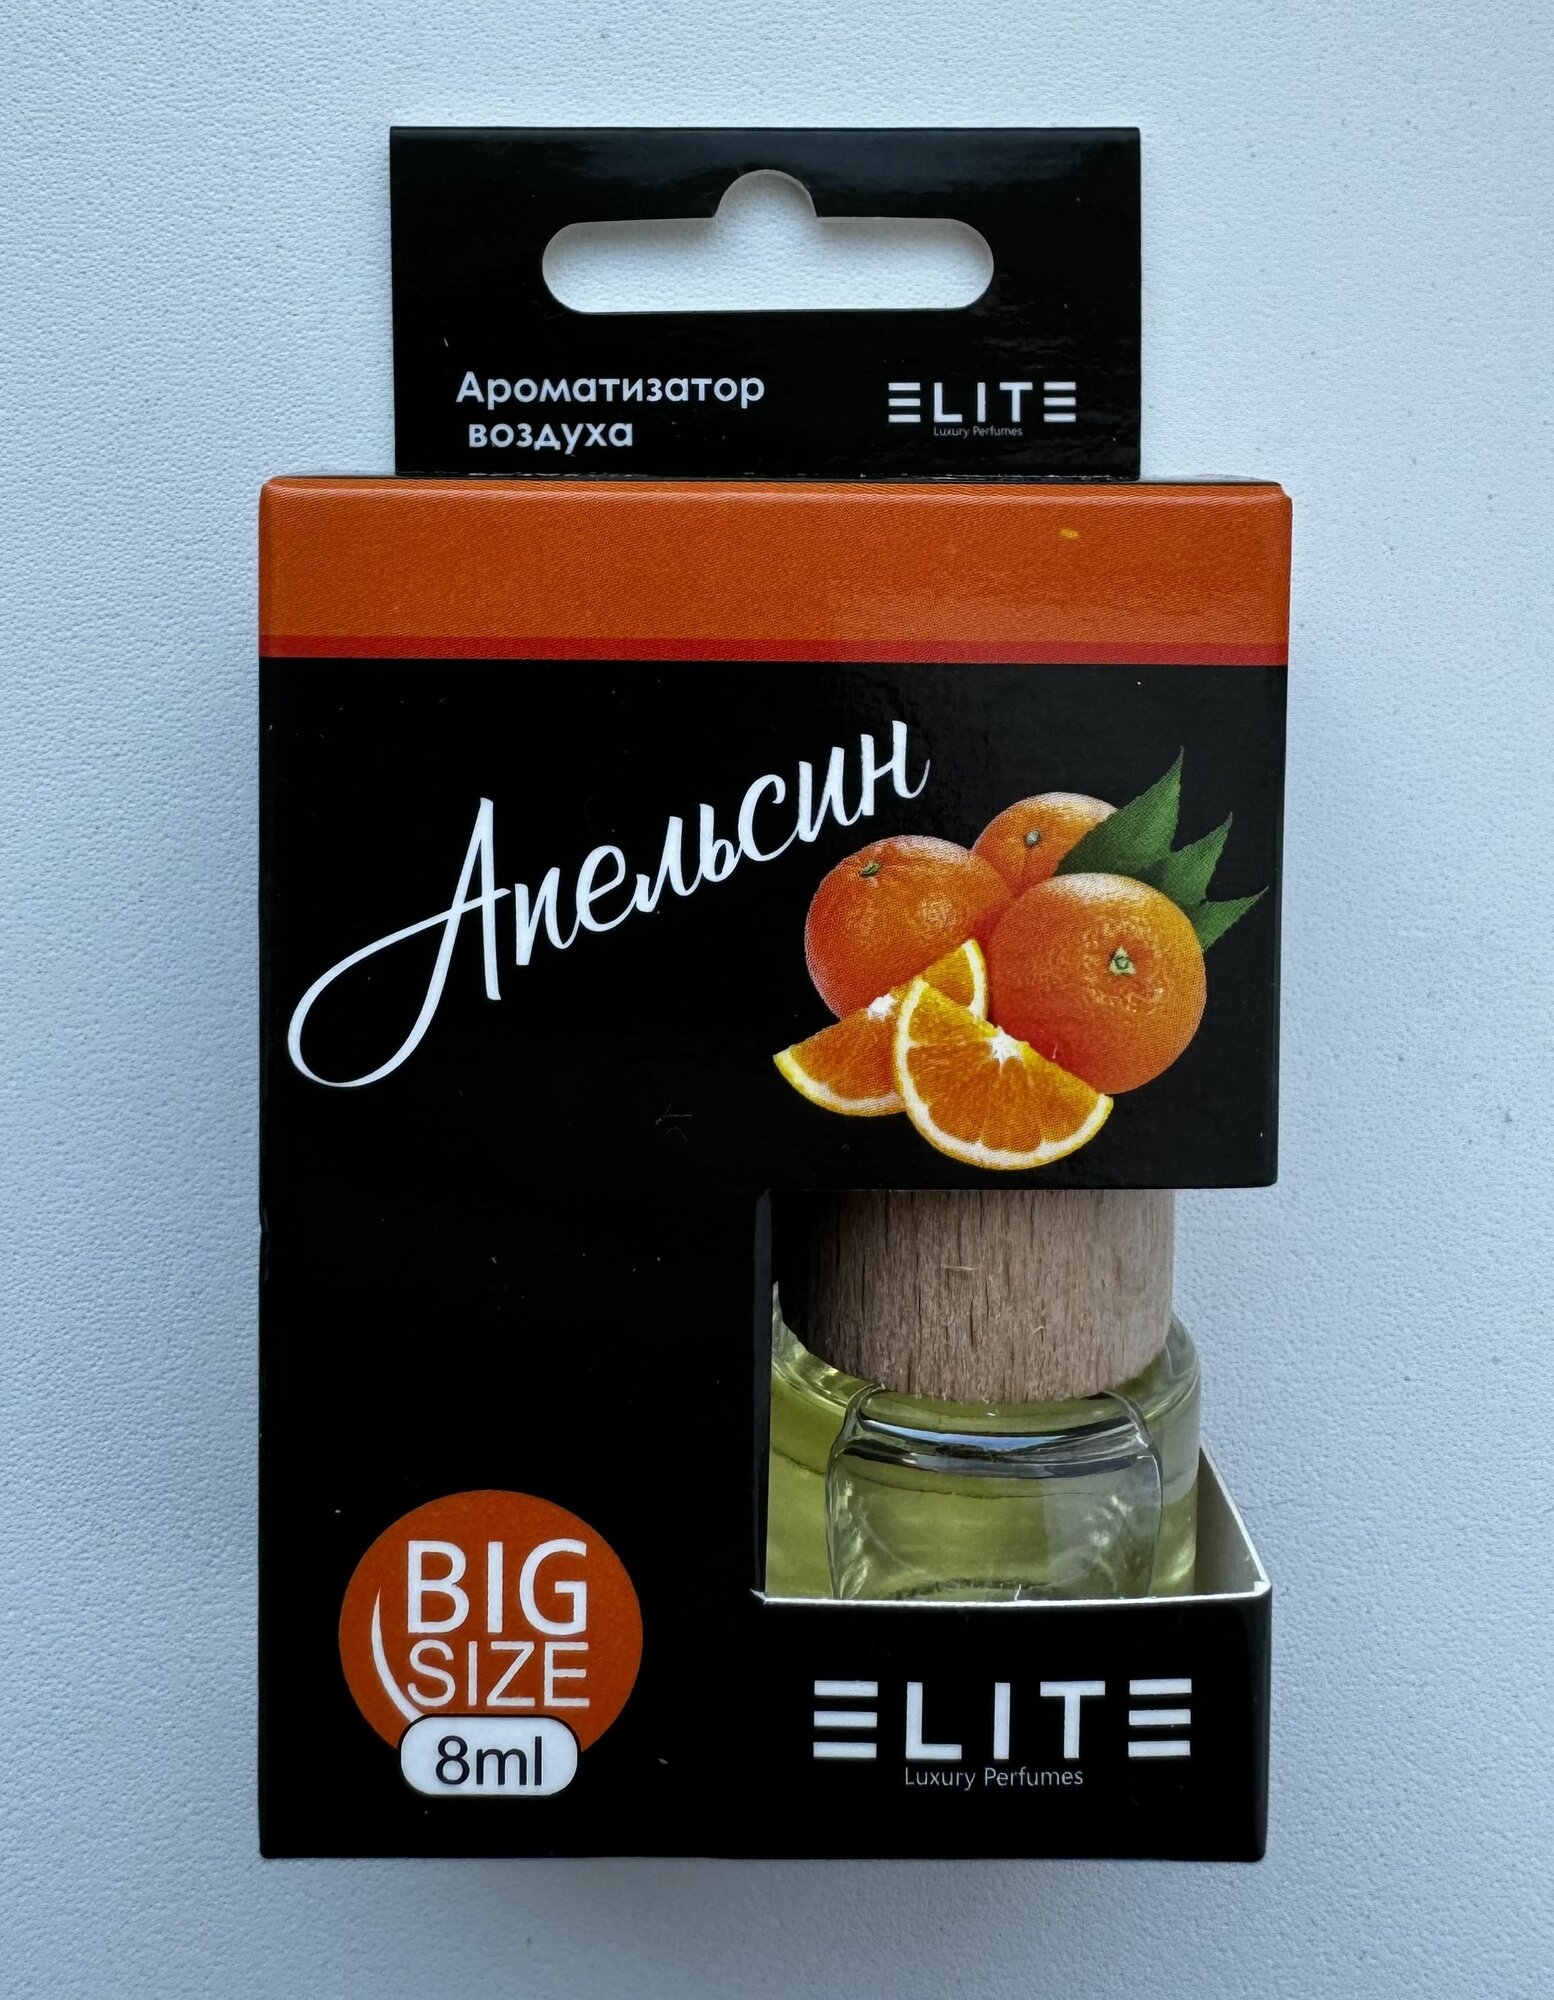 Ароматизатор
воздуха
ELITE
Luxury Perfumes
Апельсин
BIG
SIZE
8ml
ELITE
Luxury Perfumes